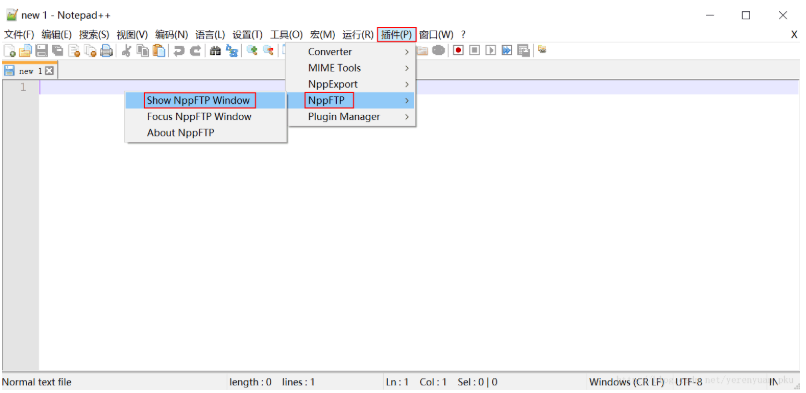 new 1 - Notepad++
文件(F) 编辑(E) 搜索(S) 视图(V) 编码(N) 语言(L) 设置(T) 工具(O) 宏(M) 运行(R) 插件(P) 窗口(W) ? X
new 1
1
Converter
MIME Tools
NppExport
NppFTP
Plugin Manager
Show NppFTP Window
Focus NppFTP Window
About NppFTP
Normal text file length : 0 lines : 1 Ln : 1 Col : 1 Sel : 0 | 0 Windows (CR LF) UTF-8 IN